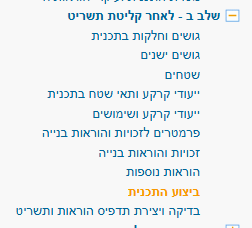 שלב ב - לאחר קליטת תשריט
גושים וחלקות בתכנית
גושים ישנים
שטחים
ייעודי קרקע ותאי שטח בתכנית
ייעודי קרקע ושימושים
פרמטרים לזכויות והוראות בנייה
זכויות והוראות בנייה
הוראות נוספות
ביצוע התכנית
בדיקה ויצירת תדפיס הוראות ותשריט